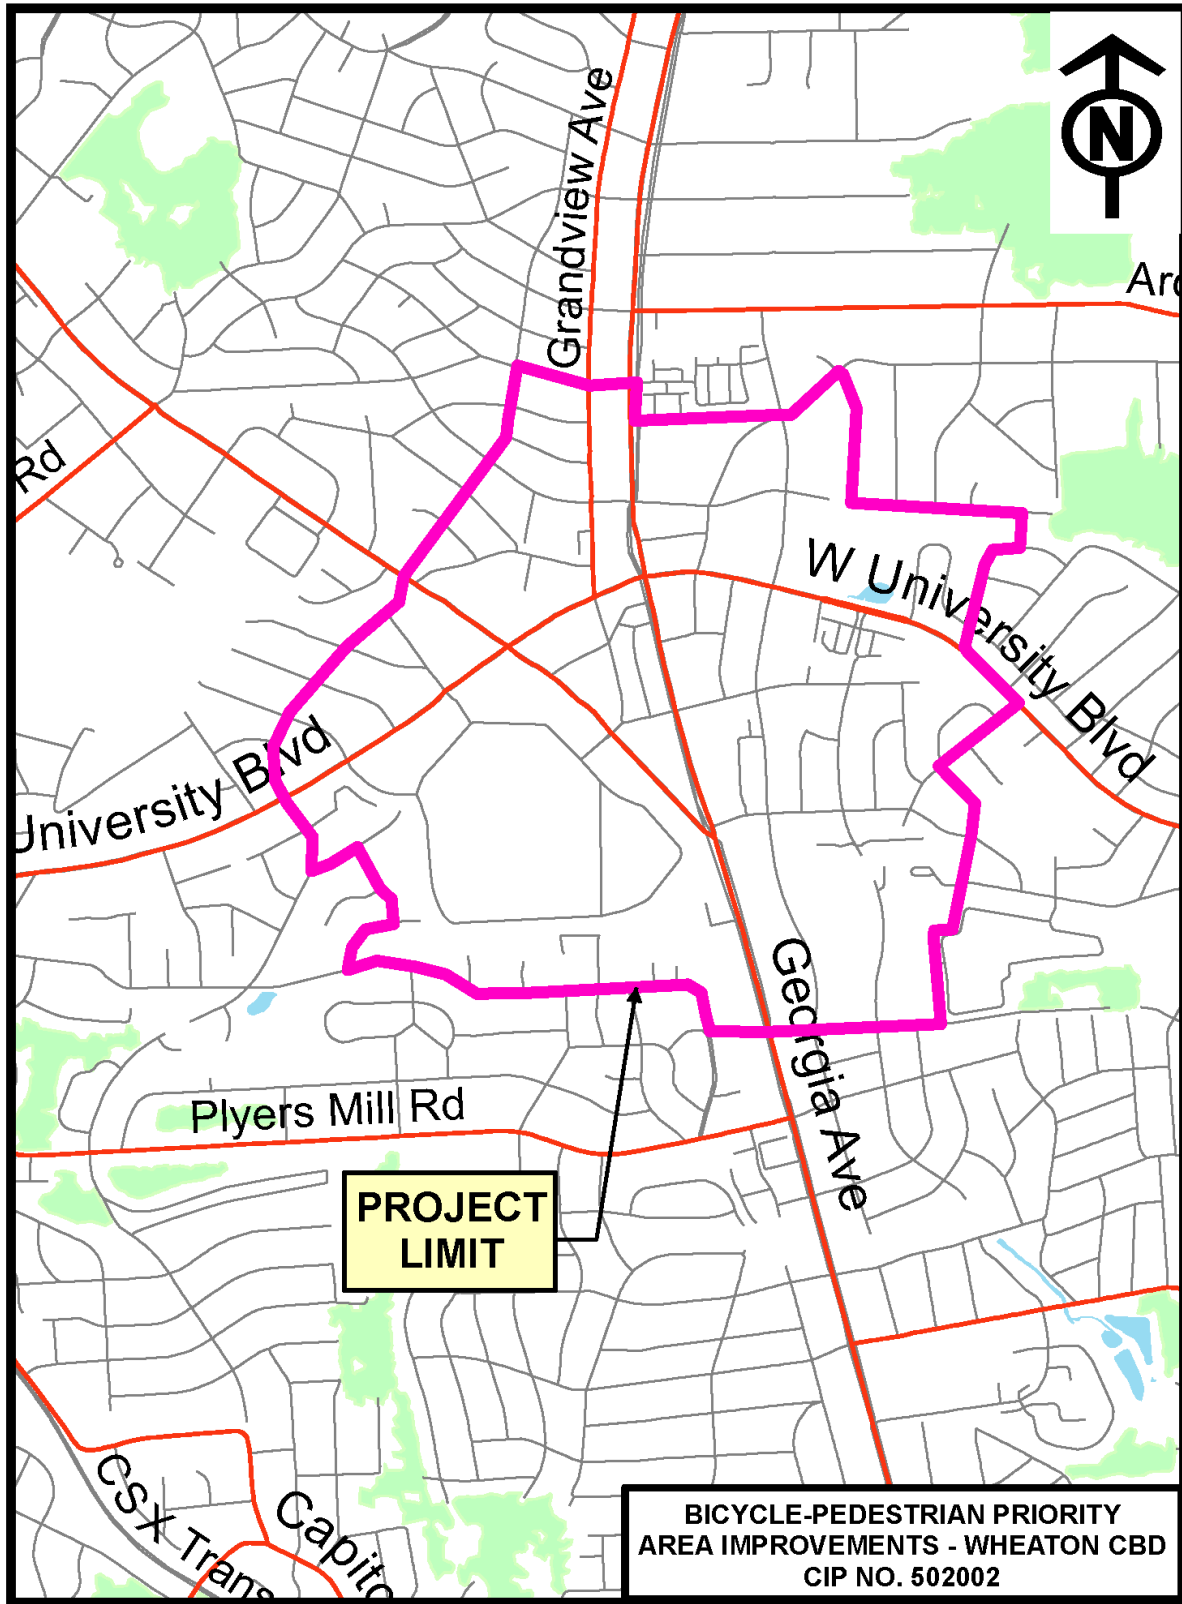 N
Grandview Ave
Arc
Rd
W University Blvd
University Blvd
Georgia Ave
Plyers Mill Rd
PROJECT
LIMIT
CSX Trans
Capito
BICYCLE-PEDESTRIAN PRIORITY
AREA IMPROVEMENTS - WHEATON CBD
CIP NO. 502002